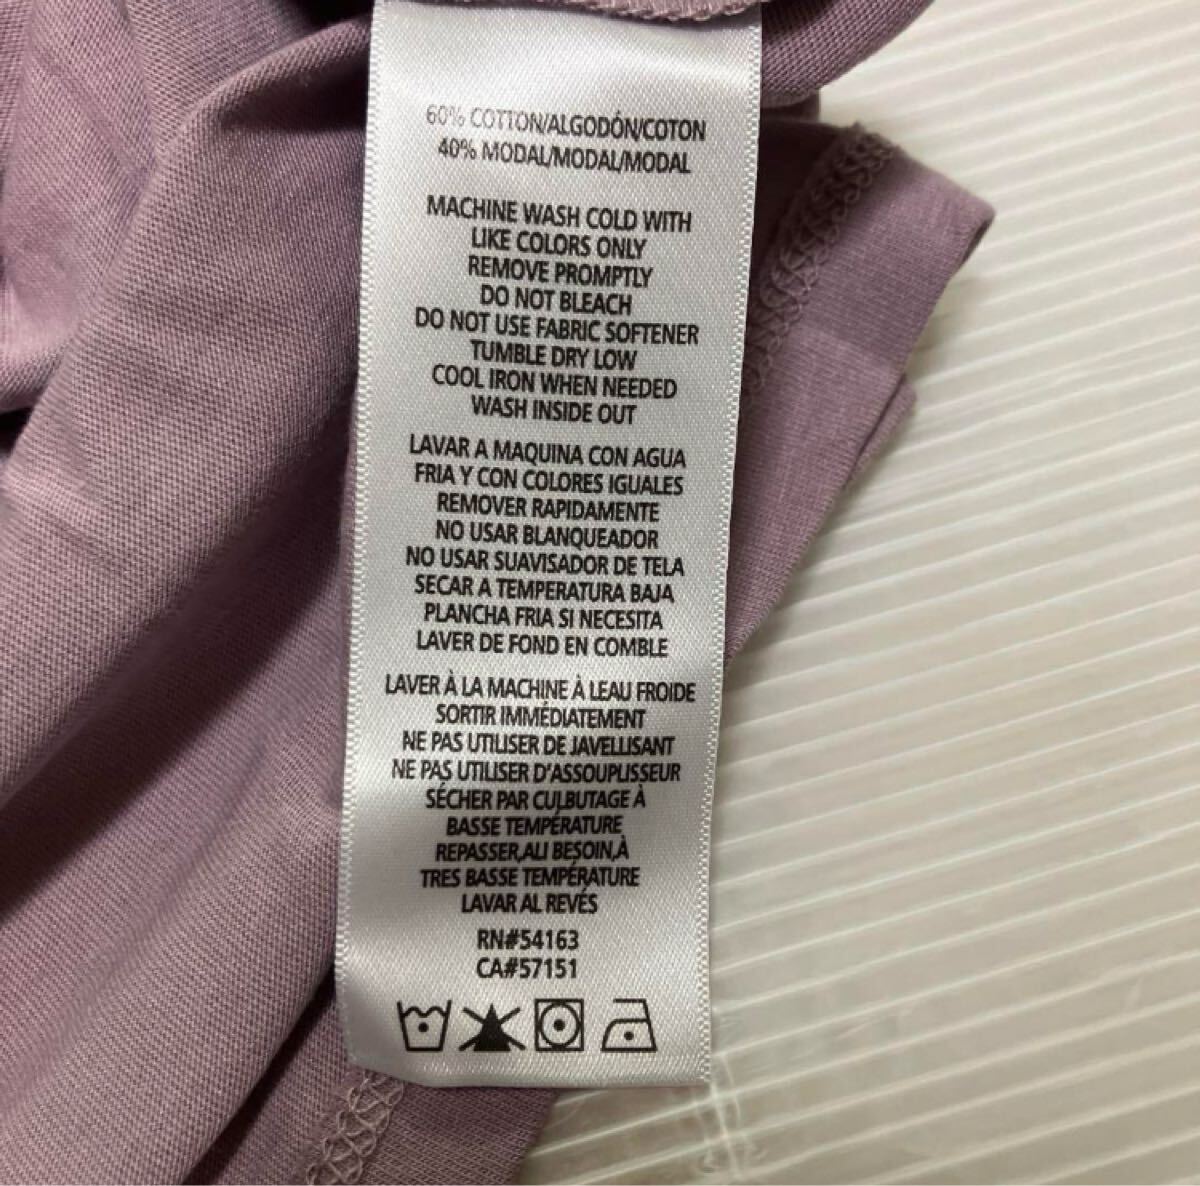 60% COTTON/ALGODÓN/COTON
40% MODAL/MODAL/MODAL
MACHINE WASH COLD WITH
LIKE COLORS ONLY
REMOVE PROMPTLY
DO NOT BLEACH
DO NOT USE FABRIC SOFTENER
TUMBLE DRY LOW
COOL IRON WHEN NEEDED
WASH INSIDE OUT
LAVAR A MAQUINA CON AGUA
FRIA Y CON COLORES IGUALES
REMOVER RAPIDAMENTE
NO USAR BLANQUEADOR
NO USAR SUAVISADOR DE TELA
SECAR A TEMPERATURA BAJA
PLANCHA FRIA SI NECESITA
LAVER DE FOND EN COMBLE
LAVER À LA MACHINE À LEAU FROIDE
SORTIR IMMÉDIATEMENT
NE PAS UTILISER DE JAVELLISANT
NE PAS UTILISER D'ASSOUPLISSEUR
SÉCHER PAR CULBUTAGE À
BASSE TEMPÉRATURE
REPASSER,ALI BESOIN,À
TRES BASSE TEMPÉRATURE
LAVAR AL REVÉS
RN#54163
CA#57151